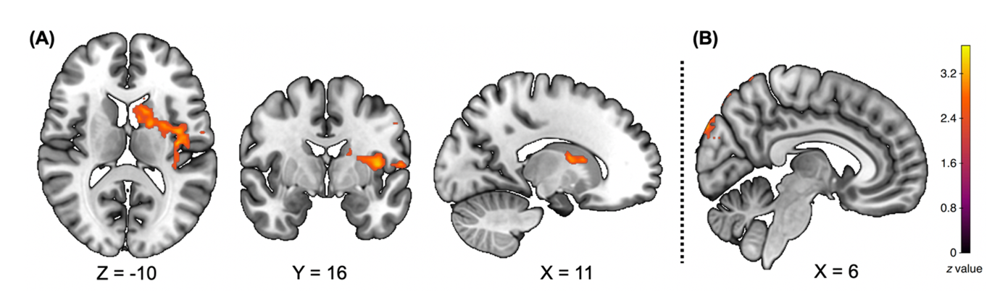 (A)
(B)
3.2
2.4
1.6
0.8
0
z value
Z = -10
Y = 16
X = 11
X = 6